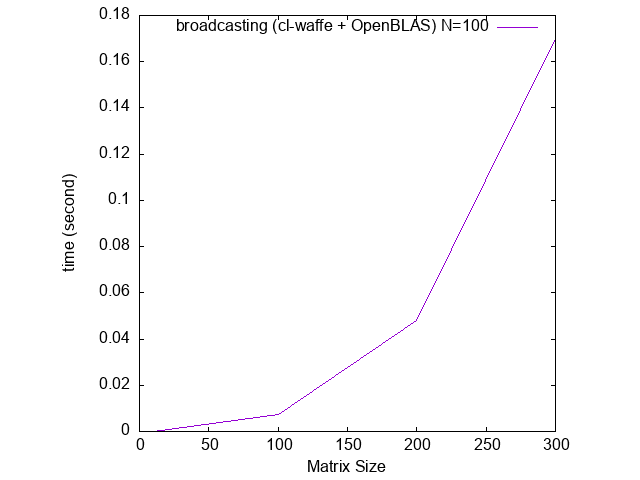 broadcasting (cl-waffe + OpenBLAS) N=100
0.18
0.16
0.14
0.12
0.1
0.08
0.06
0.04
0.02
0
time (second)
0 50 100 150 200 250 300
Matrix Size